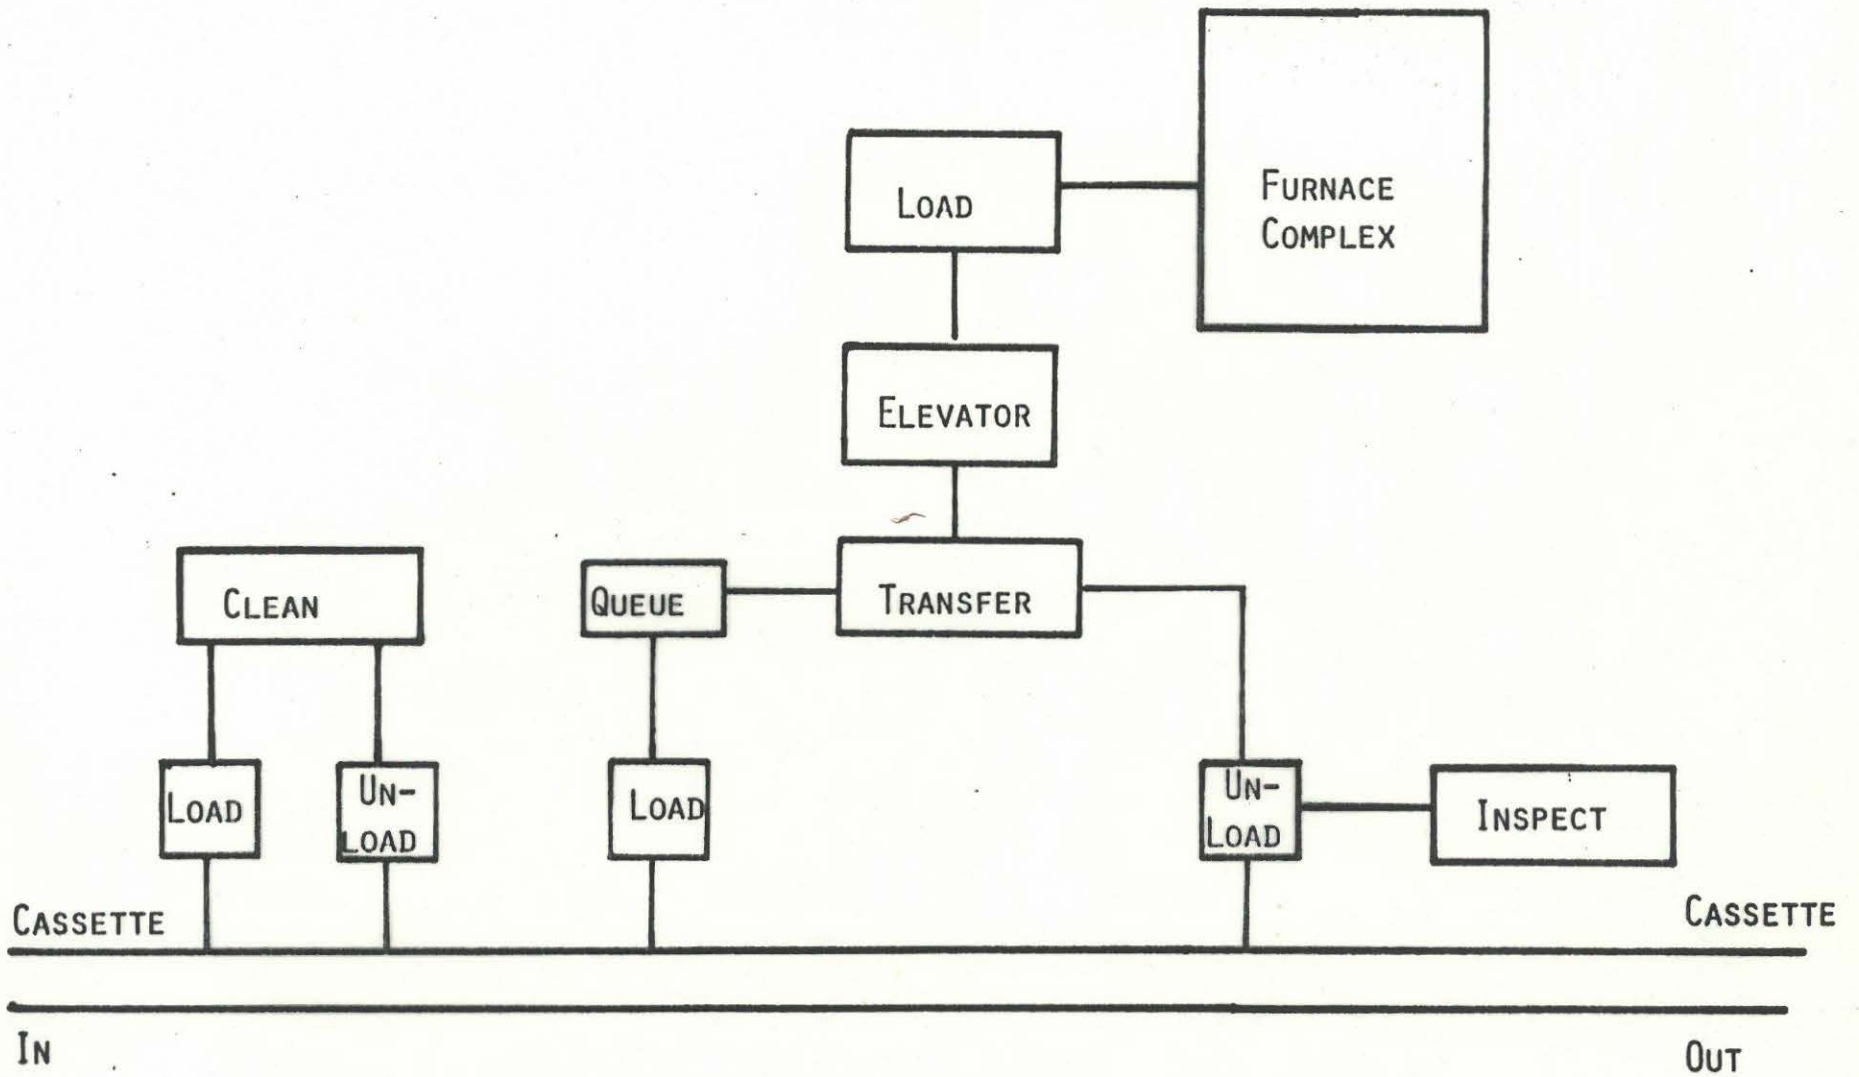 LOAD
FURNACE
COMPLEX
ELEVATOR
CLEAN
QUEUE
TRANSFER
LOAD
UN-
LOAD
LOAD
UN-
LOAD
INSPECT
CASSETTE
CASSETTE
IN
OUT